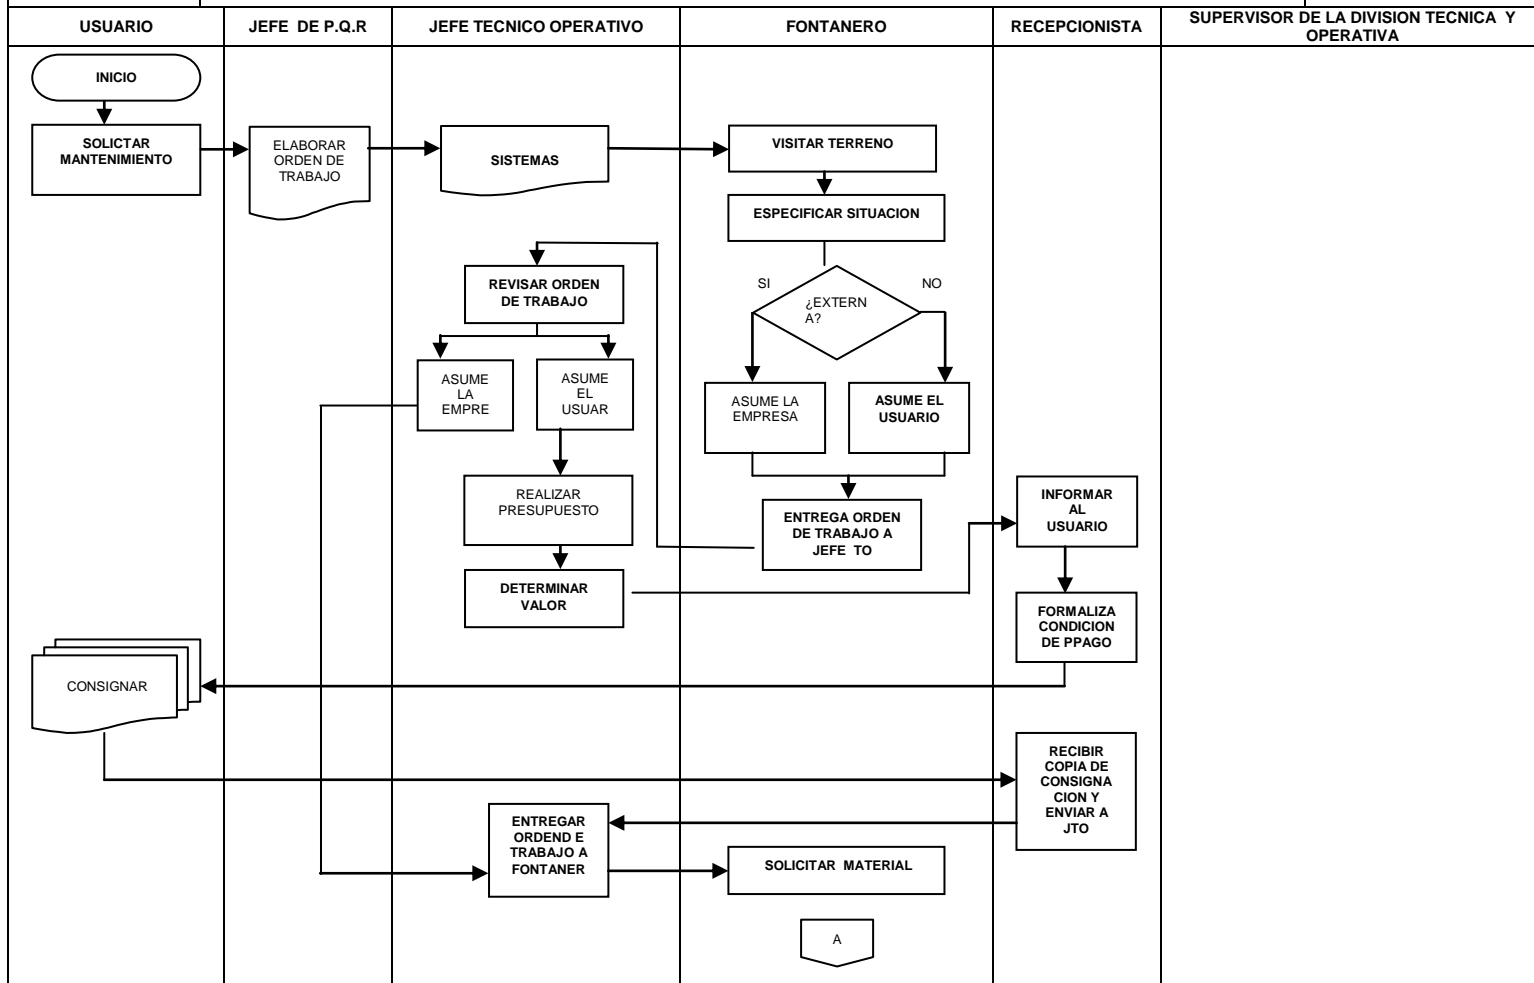 USUARIO
JEFE DE P.Q.R
JEFE TECNICO OPERATIVO
FONTANERO
RECEPCIONISTA
SUPERVISOR DE LA DIVISION TECNICA Y
OPERATIVA
INICIO
SOLICTAR
MANTENIMIENTO
ELABORAR
ORDEN DE
TRABAJO
SISTEMAS
VISITAR TERRENO
ESPECIFICAR SITUACION
SI
NO
¿EXTERN
A?
REVISAR ORDEN
DE TRABAJO
ASUME
LA
EMPRE
ASUME
EL
USUAR
ASUME LA
EMPRESA
ASUME EL
USUARIO
REALIZAR
PRESUPUESTO
ENTREGA ORDEN
DE TRABAJO A
JEFE TO
INFORMAR
AL
USUARIO
DETERMINAR
VALOR
FORMALIZA
CONDICION
DE PPAGO
CONSIGNAR
RECIBIR
COPIA DE
CONSIGNA
CION Y
ENVIAR A
JTO
ENTREGAR
ORDEND E
TRABAJO A
FONTANER
SOLICITAR MATERIAL
A